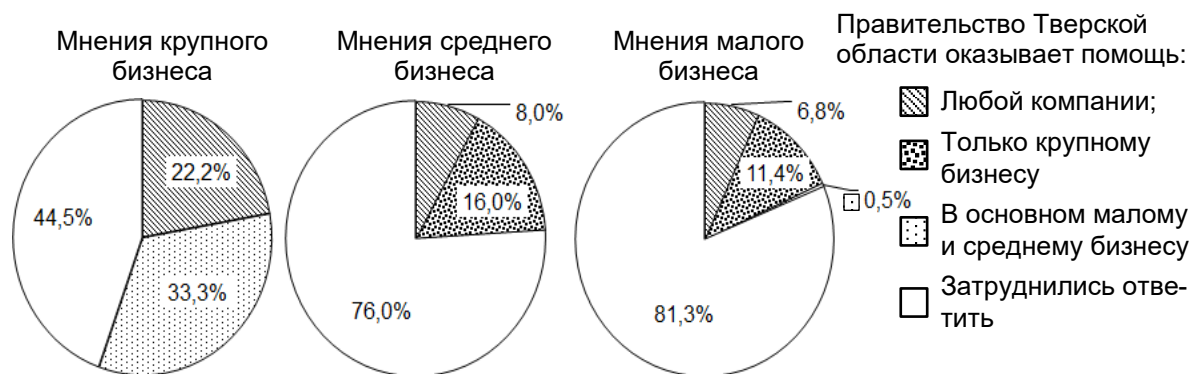 Мнения крупного
бизнеса
22,2%
33,3%
44,5%
Мнения среднего
бизнеса
8,0%
16,0%
76,0%
Мнения малого
бизнеса
6,8%
11,4%
0,5%
81,3%
Правительство Тверской
области оказывает помощь:
Любой компании;
Только крупному
бизнесу
В основном малому
и среднему бизнесу
Затруднились отве-
тить